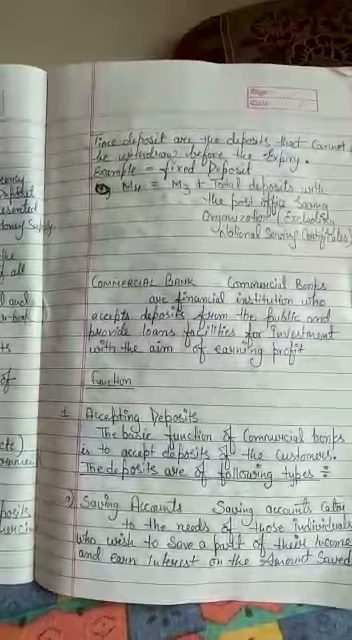 Page
Date
Time deposit are the deposits that cannot
be withdraw before the Expiry.
Example = fixed Deposit
M4 = M3 + Total deposits with
the post office Saving
Organization (Excluding
National Saving Certificates)
COMMERCIAL BANK Commercial Banks
are financial institution who
accepts deposits from the public and
provide loans facilities for Investment
with the aim of earning profit
Function
1. Accepting Deposits
The basic function of Commercial banks
is to accept deposits of the customers.
The deposits are of following types :
Saving Accounts Saving accounts cater
to the needs of those individuals
who wish to save a part of their Income
and earn Interest on the Amount Saved